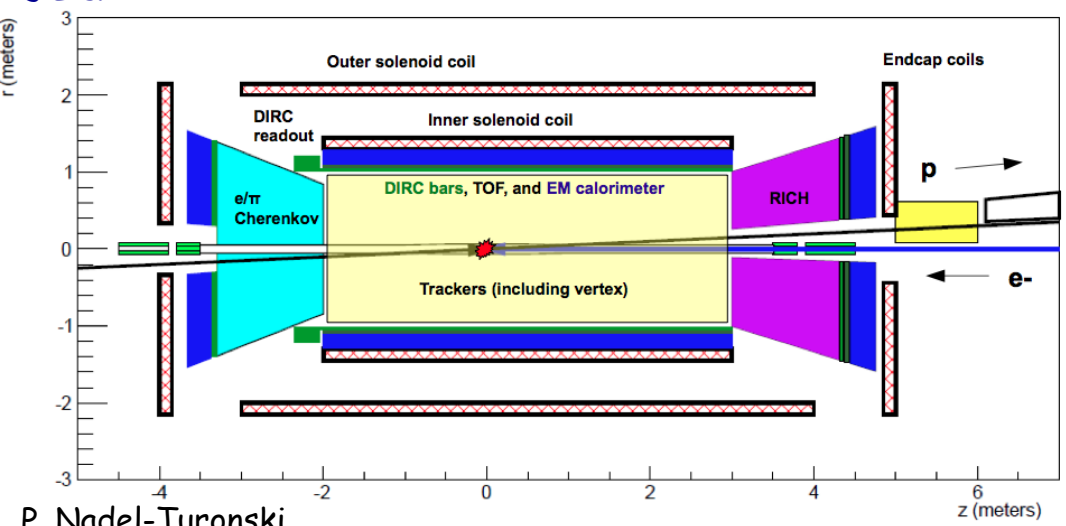 3
r (meters)
Outer solenoid coil
Endcap coils
2
DIRC
readout
Inner solenoid coil
1
DIRC bars, TOF, and EM calorimeter
p
e/π
Cherenkov
RICH
0
Trackers (including vertex)
e-
-1
-2
-3
-4 -2 0 2 4 6
z (meters)
P. Nadel-Turonski